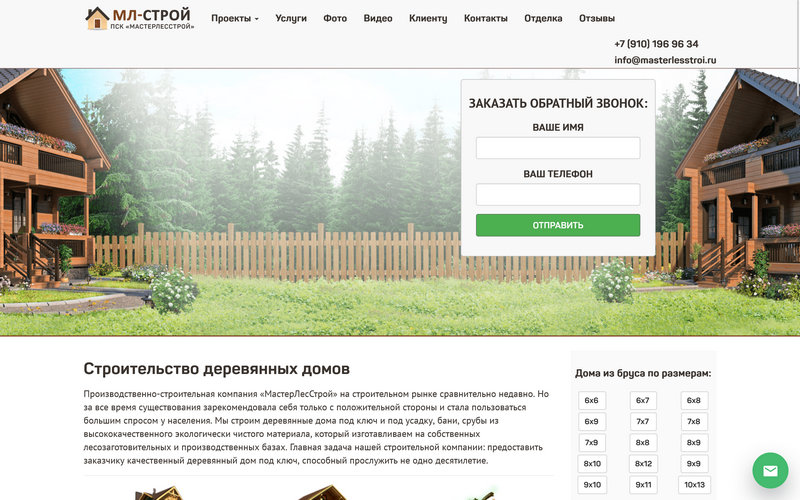 МЛ-СТРОЙ
ПСК «МАСТЕРЛЕССТРОЙ»
Проекты Услуги Фото Видео Клиенту Контакты Отделка Отзывы
+7 (910) 196 96 34
info@masterlesstroi.ru
ЗАКАЗАТЬ ОБРАТНЫЙ ЗВОНОК:
ВАШЕ ИМЯ
ВАШ ТЕЛЕФОН
ОТПРАВИТЬ
Строительство деревянных домов
Производственно-строительная компания «МастерЛесСтрой» на строительном рынке сравнительно недавно. Но
за все время существования зарекомендовала себя только с положительной стороны и стала пользоваться
большим спросом у населения. Мы строим деревянные дома под ключ и под усадку, бани, срубы из
высококачественного экологически чистого материала, который изготавливаем на собственных
лесозаготовительных и производственных базах. Главная задача нашей строительной компании: предоставить
заказчику качественный деревянный дом под ключ, способный прослужить не одно десятилетие.
Дома из бруса по размерам:
6x6 6x7 6x8
6x9 7x7 7x8
7x9 8x8 8x9
8x10 8x12 9x9
9x10 9x11 10x13